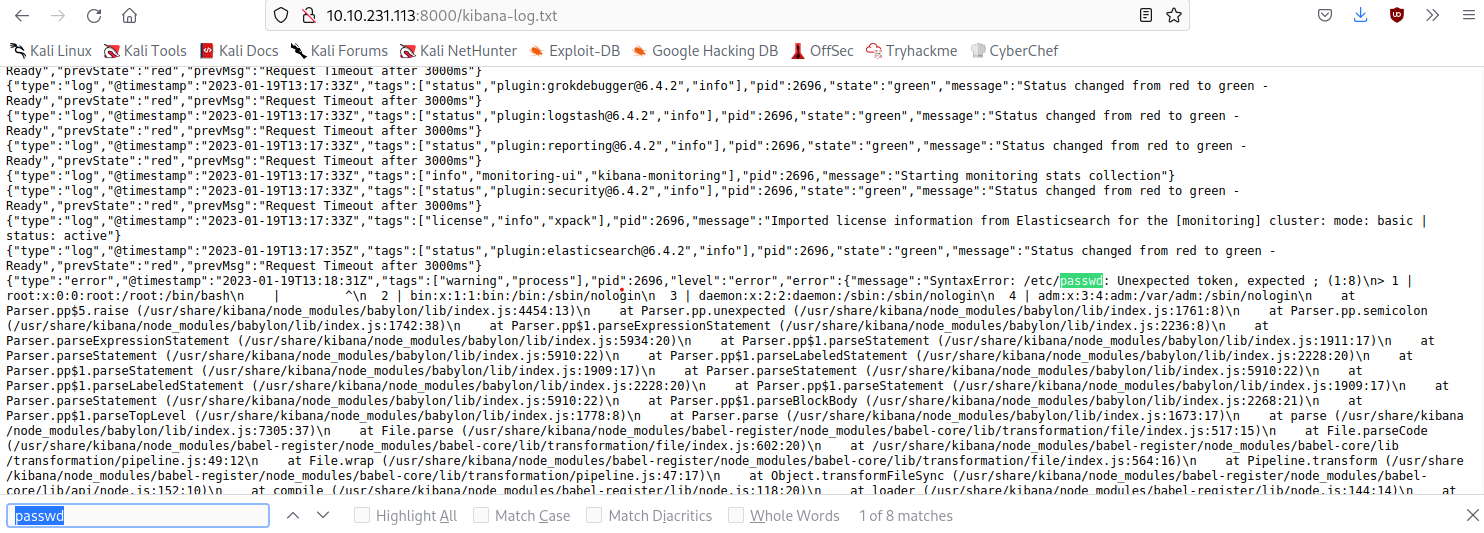 10.10.231.113:8000/kibana-log.txt
Kali Linux Kali Tools Kali Docs Kali Forums Kali NetHunter Exploit-DB Google Hacking DB OffSec Tryhackme CyberChef
Ready","prevState":"red","prevMsg":"Request Timeout after 3000ms"}
{"type":"log","@timestamp":"2023-01-19T13:17:33Z","tags":["status","plugin:grokdebugger@6.4.2","info"],"pid":2696,"state":"green","message":"Status changed from red to green -
Ready","prevState":"red","prevMsg":"Request Timeout after 3000ms"}
{"type":"log","@timestamp":"2023-01-19T13:17:33Z","tags":["status","plugin:logstash@6.4.2","info"],"pid":2696,"state":"green","message":"Status changed from red to green -
Ready","prevState":"red","prevMsg":"Request Timeout after 3000ms"}
{"type":"log","@timestamp":"2023-01-19T13:17:33Z","tags":["status","plugin:reporting@6.4.2","info"],"pid":2696,"state":"green","message":"Status changed from red to green -
Ready","prevState":"red","prevMsg":"Request Timeout after 3000ms"}
{"type":"log","@timestamp":"2023-01-19T13:17:33Z","tags":["info","monitoring-ui","kibana-monitoring"],"pid":2696,"message":"Starting monitoring stats collection"}
{"type":"log","@timestamp":"2023-01-19T13:17:33Z","tags":["status","plugin:security@6.4.2","info"],"pid":2696,"state":"green","message":"Status changed from red to green -
Ready","prevState":"red","prevMsg":"Request Timeout after 3000ms"}
{"type":"log","@timestamp":"2023-01-19T13:17:33Z","tags":["license","info","xpack"],"pid":2696,"message":"Imported license information from Elasticsearch for the [monitoring] cluster: mode: basic |
status: active"}
{"type":"log","@timestamp":"2023-01-19T13:17:35Z","tags":["status","plugin:elasticsearch@6.4.2","info"],"pid":2696,"state":"green","message":"Status changed from red to green -
Ready","prevState":"red","prevMsg":"Request Timeout after 3000ms"}
{"type":"error","@timestamp":"2023-01-19T13:18:31Z","tags":["warning","process"],"pid":2696,"level":"error","error":{"message":"SyntaxError: /etc/passwd: Unexpected token, expected ; (1:8)\n> 1 |
root:x:0:0:root:/root:/bin/bash\n    |         ^\n  2 | bin:x:1:1:bin:/bin:/sbin/nologin\n  3 | daemon:x:2:2:daemon:/sbin:/sbin/nologin\n  4 | adm:x:3:4:adm:/var/adm:/sbin/nologin\n    at
Parser.pp$5.raise (/usr/share/kibana/node_modules/babylon/lib/index.js:4454:13)\n    at Parser.pp.unexpected (/usr/share/kibana/node_modules/babylon/lib/index.js:1761:8)\n    at Parser.pp.semicolon
(/usr/share/kibana/node_modules/babylon/lib/index.js:1742:38)\n    at Parser.pp$1.parseExpressionStatement (/usr/share/kibana/node_modules/babylon/lib/index.js:2236:8)\n    at
Parser.parseExpressionStatement (/usr/share/kibana/node_modules/babylon/lib/index.js:5934:20)\n    at Parser.pp$1.parseStatement (/usr/share/kibana/node_modules/babylon/lib/index.js:1911:17)\n    at
Parser.parseStatement (/usr/share/kibana/node_modules/babylon/lib/index.js:5910:22)\n    at Parser.pp$1.parseLabeledStatement (/usr/share/kibana/node_modules/babylon/lib/index.js:2228:20)\n    at
Parser.pp$1.parseStatement (/usr/share/kibana/node_modules/babylon/lib/index.js:1909:17)\n    at Parser.parseStatement (/usr/share/kibana/node_modules/babylon/lib/index.js:5910:22)\n    at
Parser.pp$1.parseLabeledStatement (/usr/share/kibana/node_modules/babylon/lib/index.js:2228:20)\n    at Parser.pp$1.parseStatement (/usr/share/kibana/node_modules/babylon/lib/index.js:1909:17)\n    at
Parser.parseStatement (/usr/share/kibana/node_modules/babylon/lib/index.js:5910:22)\n    at Parser.pp$1.parseBlockBody (/usr/share/kibana/node_modules/babylon/lib/index.js:2268:21)\n    at
Parser.pp$1.parseTopLevel (/usr/share/kibana/node_modules/babylon/lib/index.js:1778:8)\n    at Parser.parse (/usr/share/kibana/node_modules/babylon/lib/index.js:1673:17)\n    at parse (/usr/share/kibana
/node_modules/babylon/lib/index.js:7305:37)\n    at File.parse (/usr/share/kibana/node_modules/babel-register/node_modules/babel-core/lib/transformation/file/index.js:517:15)\n    at File.parseCode
(/usr/share/kibana/node_modules/babel-register/node_modules/babel-core/lib/transformation/file/index.js:602:20)\n    at /usr/share/kibana/node_modules/babel-register/node_modules/babel-core/lib
/transformation/pipeline.js:49:12\n    at File.wrap (/usr/share/kibana/node_modules/babel-register/node_modules/babel-core/lib/transformation/file/index.js:564:16)\n    at Pipeline.transform (/usr/share
/kibana/node_modules/babel-register/node_modules/babel-core/lib/transformation/pipeline.js:47:17)\n    at Object.transformFileSync (/usr/share/kibana/node_modules/babel-register/node_modules/babel-
core/lib/api/node.js:152:10)\n    at compile (/usr/share/kibana/node_modules/babel-register/lib/node.js:118:20)\n    at loader (/usr/share/kibana/node_modules/babel-register/lib/node.js:144:14)\n    at
passwd Highlight All Match Case Match Diacritics Whole Words 1 of 8 matches